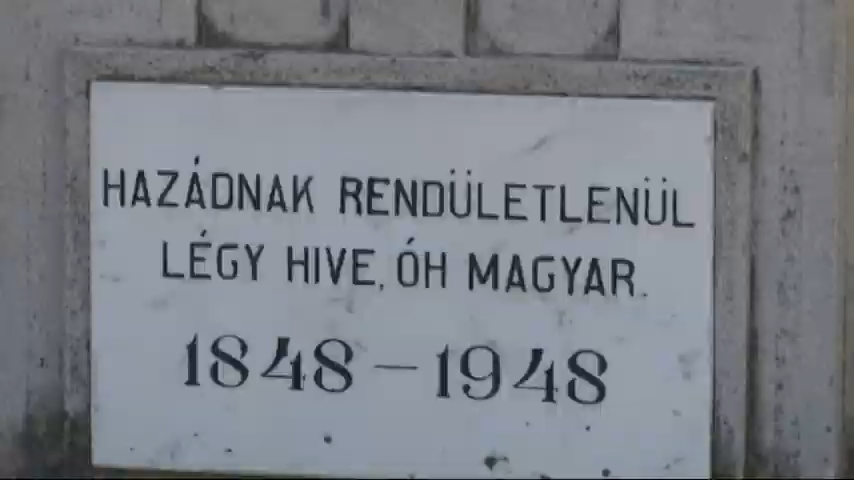 HAZÁDNAK RENDÜLETLENÜL
LÉGY HIVE, ÓH MAGYAR.
1848 – 1948